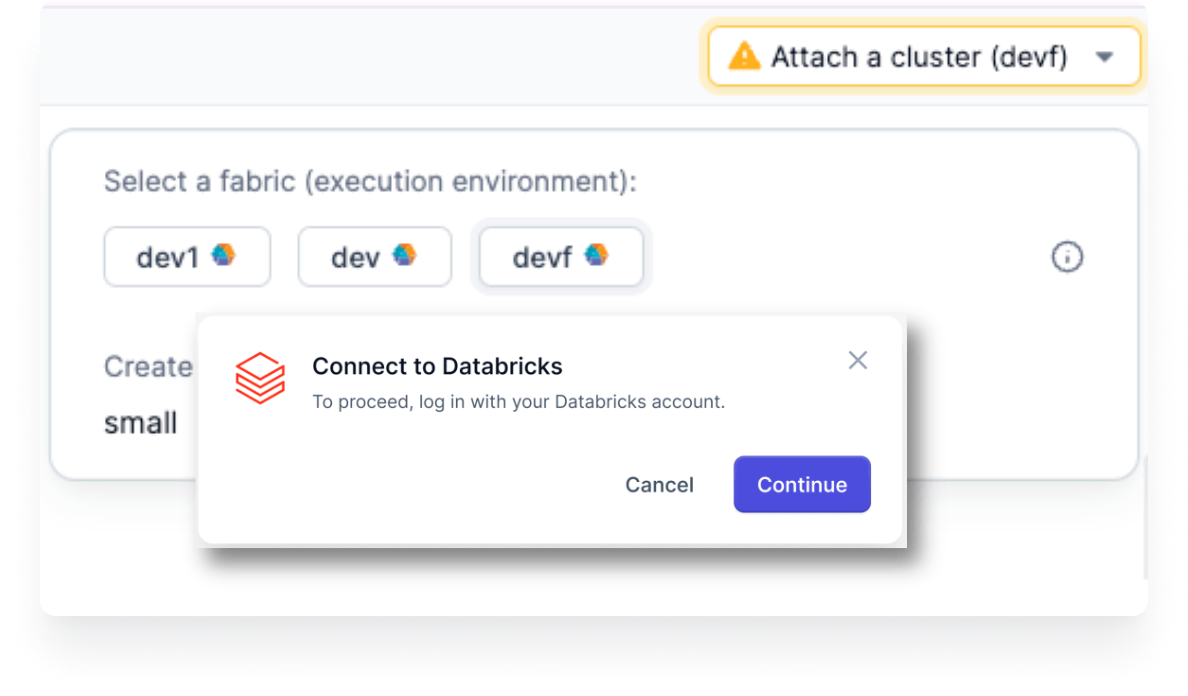 Attach a cluster (devf)
Select a fabric (execution environment):
dev1
dev
devf
Create
small
Connect to Databricks
To proceed, log in with your Databricks account.
Cancel
Continue